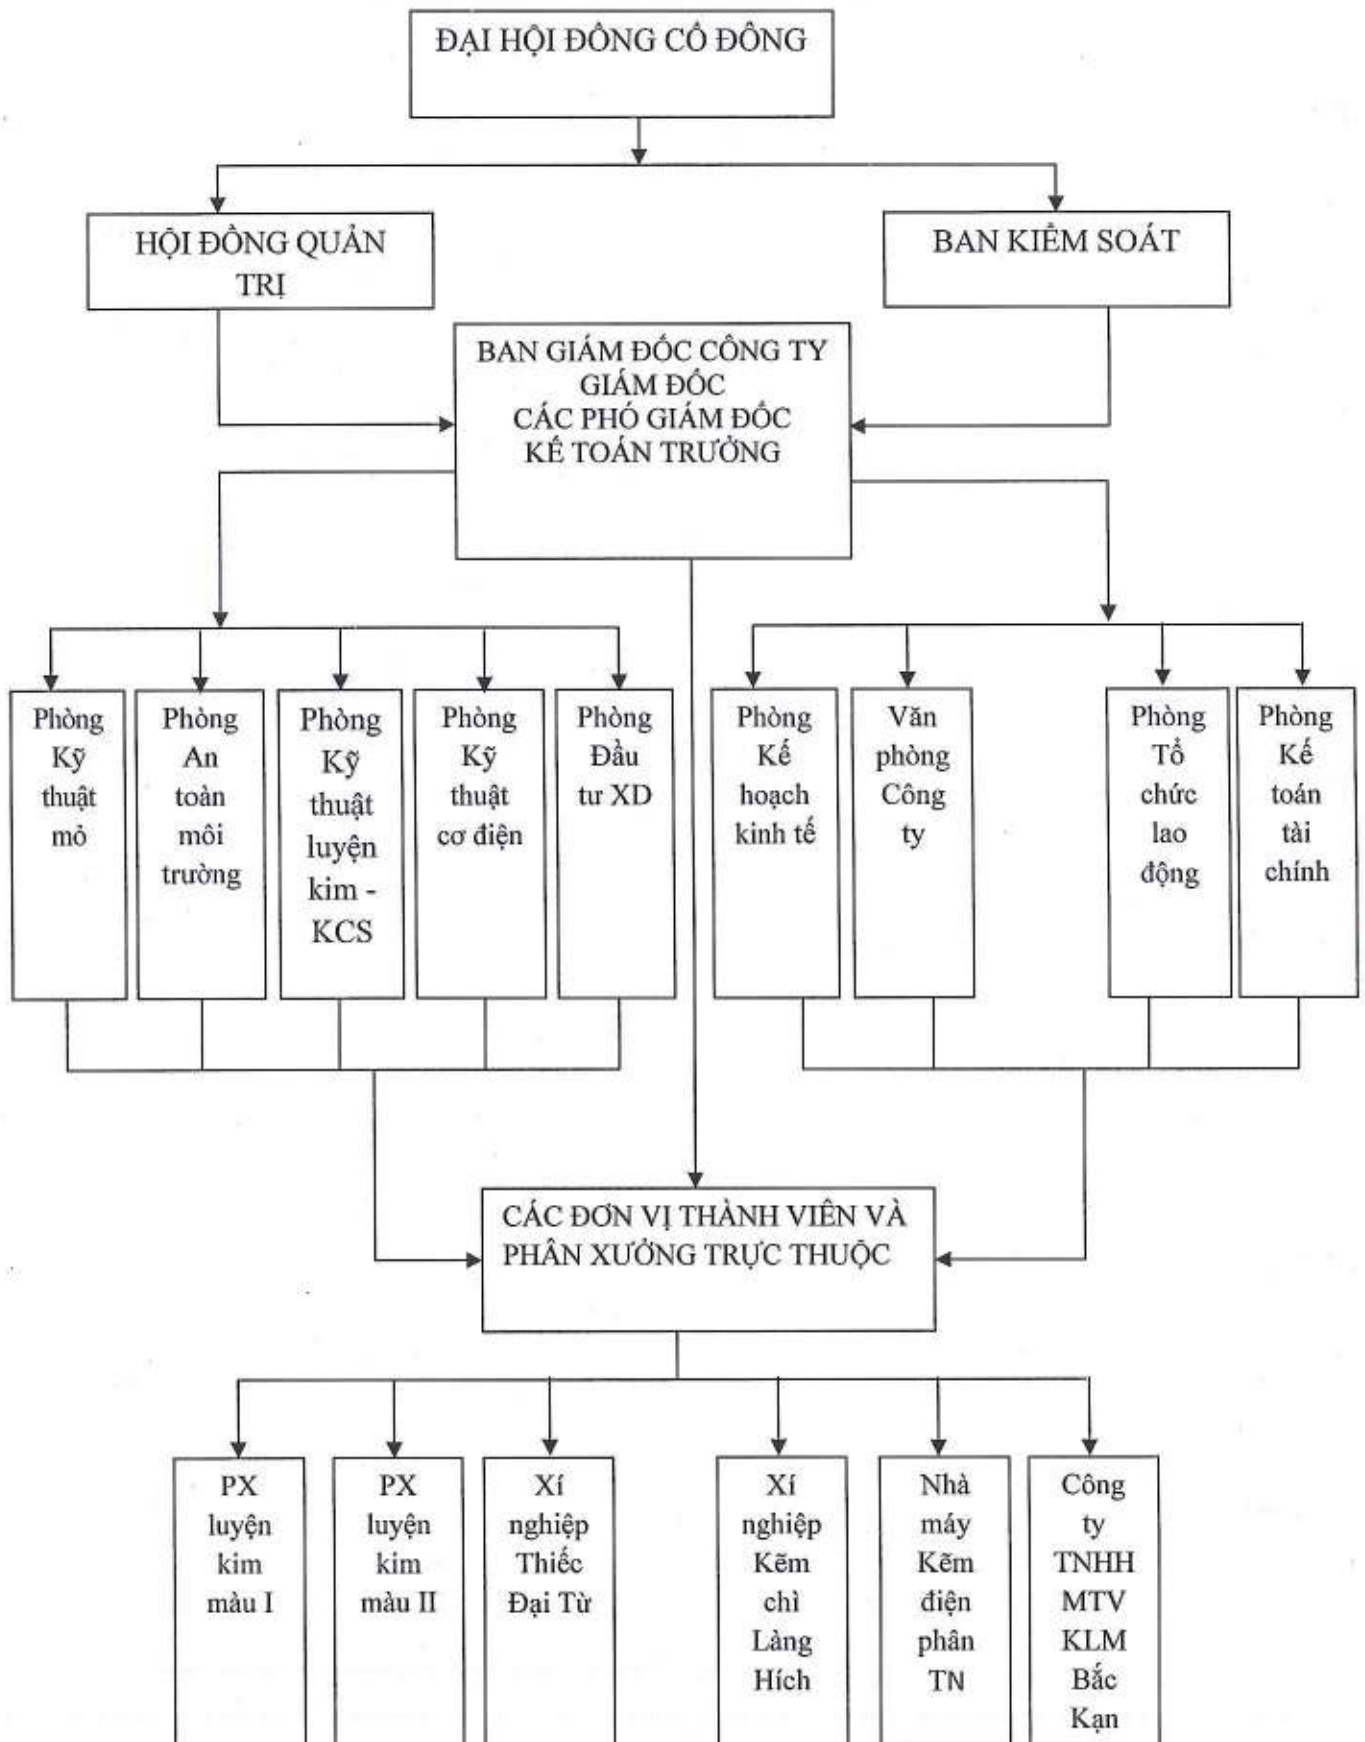 ĐẠI HỘI ĐỒNG CỔ ĐÔNG
HỘI ĐỒNG QUẢN
TRỊ
BAN KIỂM SOÁT
BAN GIÁM ĐỐC CÔNG TY
GIÁM ĐỐC
CÁC PHÓ GIÁM ĐỐC
KẾ TOÁN TRƯỞNG
Phòng
Kỹ
thuật
mỏ
Phòng
An
toàn
môi
trường
Phòng
Kỹ
thuật
luyện
kim -
KCS
Phòng
Kỹ
thuật
cơ điện
Phòng
Đầu
tư XD
Phòng
Kế
hoạch
kinh tế
Văn
phòng
Công
ty
Phòng
Tổ
chức
lao
động
Phòng
Kế
toán
tài
chính
CÁC ĐƠN VỊ THÀNH VIÊN VÀ
PHÂN XƯỞNG TRỰC THUỘC
PX
luyện
kim
màu I
PX
luyện
kim
màu II
Xí
nghiệp
Thiếc
Đại Từ
Xí
nghiệp
Kẽm
chì
Làng
Hích
Nhà
máy
Kẽm
điện
phân
TN
Công
ty
TNHH
MTV
KLM
Bắc
Kạn